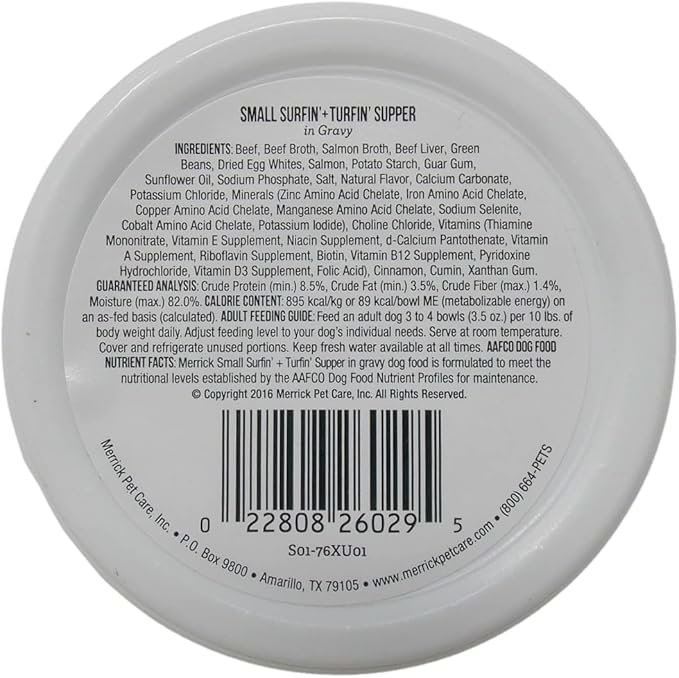 SMALL SURFIN'+TURFIN' SUPPER
in Gravy
INGREDIENTS: Beef, Beef Broth, Salmon Broth, Beef Liver, Green
Beans, Dried Egg Whites, Salmon, Potato Starch, Guar Gum,
Sunflower Oil, Sodium Phosphate, Salt, Natural Flavor, Calcium Carbonate,
Potassium Chloride, Minerals (Zinc Amino Acid Chelate, Iron Amino Acid Chelate,
Copper Amino Acid Chelate, Manganese Amino Acid Chelate, Sodium Selenite,
Cobalt Amino Acid Chelate, Potassium Iodide), Choline Chloride, Vitamins (Thiamine
Mononitrate, Vitamin E Supplement, Niacin Supplement, d-Calcium Pantothenate, Vitamin
A Supplement, Riboflavin Supplement, Biotin, Vitamin B12 Supplement, Pyridoxine
Hydrochloride, Vitamin D3 Supplement, Folic Acid), Cinnamon, Cumin, Xanthan Gum.
GUARANTEED ANALYSIS: Crude Protein (min.) 8.5%, Crude Fat (min.) 3.5%, Crude Fiber (max.) 1.4%,
Moisture (max.) 82.0%. CALORIE CONTENT: 895 kcal/kg or 89 kcal/bowl ME (metabolizable energy) on
an as-fed basis (calculated). ADULT FEEDING GUIDE: Feed an adult dog 3 to 4 bowls (3.5 oz.) per 10 lbs. of
body weight daily. Adjust feeding level to your dog's individual needs. Serve at room temperature.
Cover and refrigerate unused portions. Keep fresh water available at all times. AAFCO DOG FOOD
NUTRIENT FACTS: Merrick Small Surfin' + Turfin' Supper in gravy dog food is formulated to meet the
nutritional levels established by the AAFCO Dog Food Nutrient Profiles for maintenance.
© Copyright 2016 Merrick Pet Care, Inc. All Rights Reserved.
0 22808 26029 5
S01-76XU01
Merrick Pet Care, Inc. • P.O. Box 9800 • Amarillo, TX 79105 • www.merrickpetcare.com • (800) 664-PETS